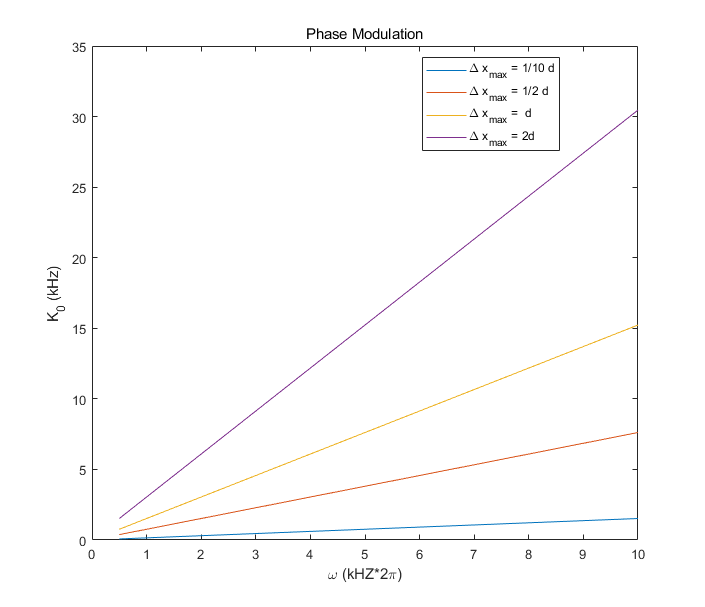 Phase Modulation
Δ x_max = 1/10 d
Δ x_max = 1/2 d
Δ x_max = d
Δ x_max = 2d
35
30
25
20
15
10
5
0
K_0 (kHz)
0 1 2 3 4 5 6 7 8 9 10
ω (kHZ*2π)